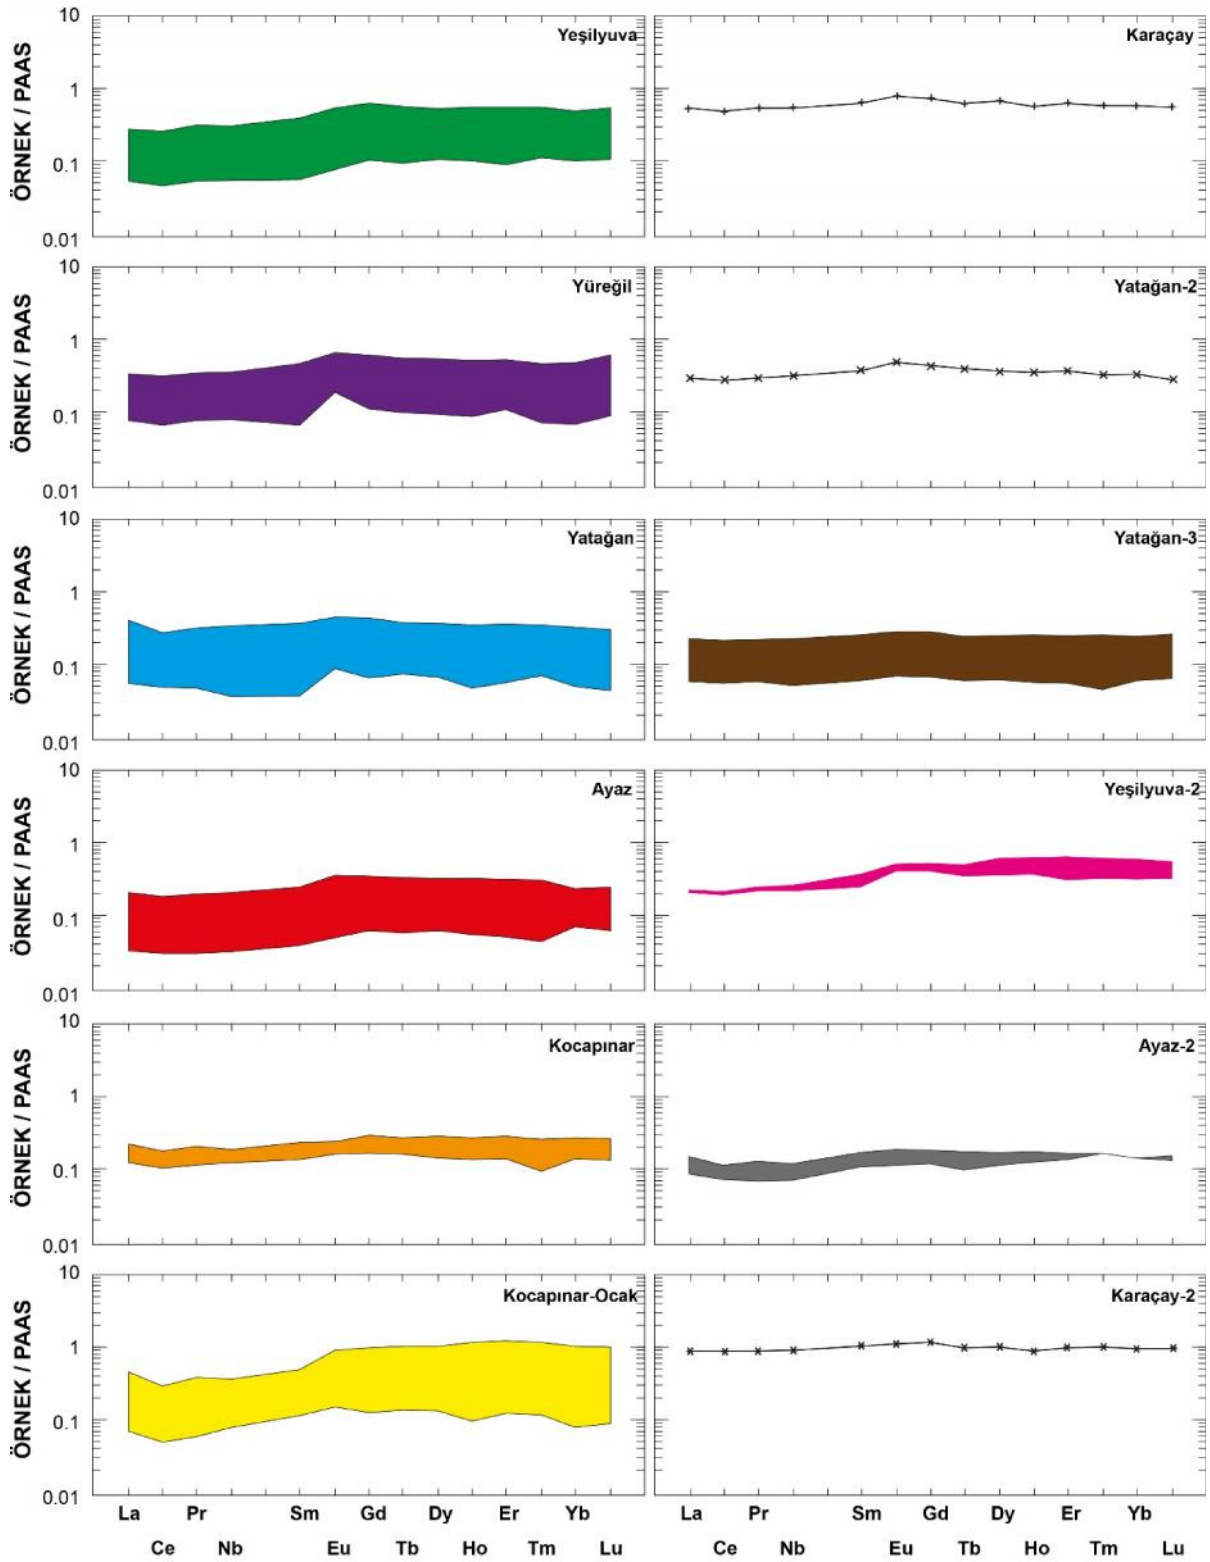 10
Yeşilyuva
Karaçay
1
0.1
0.01
ÖRNEK / PAAS
10
Yüreğil
Yatağan-2
1
0.1
0.01
ÖRNEK / PAAS
10
Yatağan
Yatağan-3
1
0.1
0.01
ÖRNEK / PAAS
10
Ayaz
Yeşilyuva-2
1
0.1
0.01
ÖRNEK / PAAS
10
Kocapınar
Ayaz-2
1
0.1
0.01
ÖRNEK / PAAS
10
Kocapınar-Ocak
Karaçay-2
1
0.1
0.01
ÖRNEK / PAAS
La Pr Sm Gd Dy Er Yb La Pr Sm Gd Dy Er Yb
Ce Nb Eu Tb Ho Tm Lu Ce Nb Eu Tb Ho Tm Lu